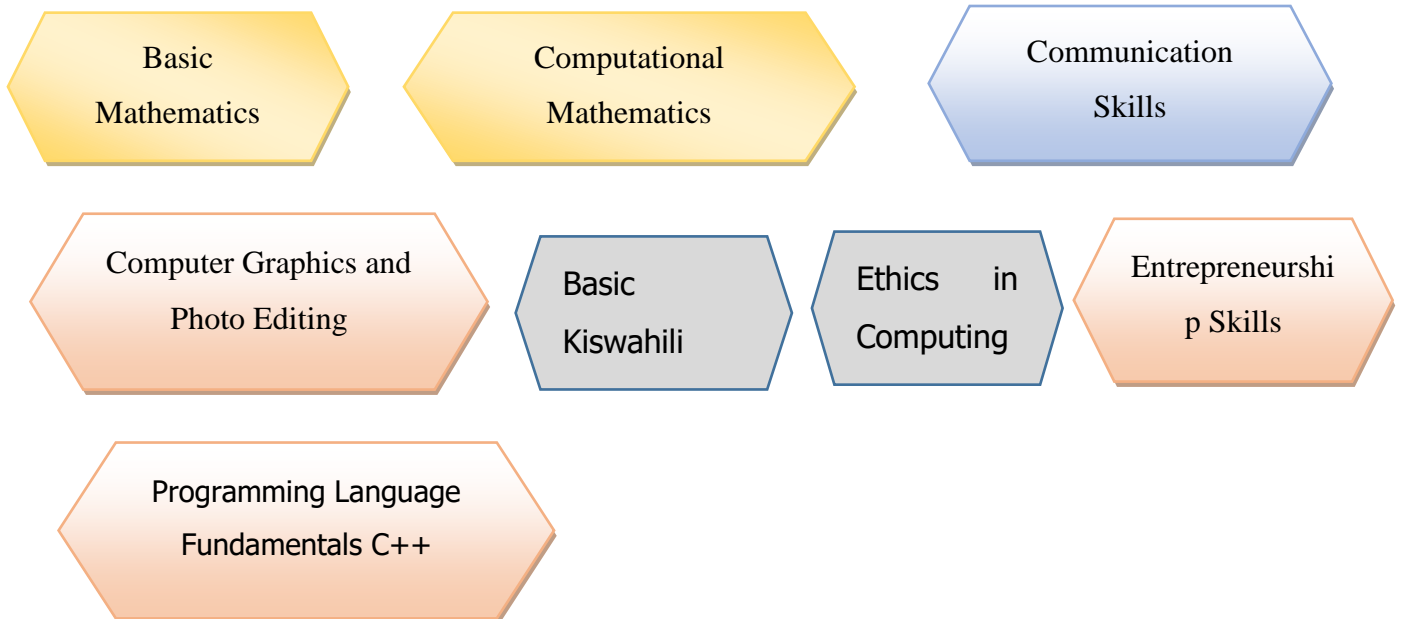 Basic
Mathematics
Computational
Mathematics
Communication
Skills
Computer Graphics and
Photo Editing
Basic
Kiswahili
Ethics in
Computing
Entrepreneurshi
p Skills
Programming Language
Fundamentals C++